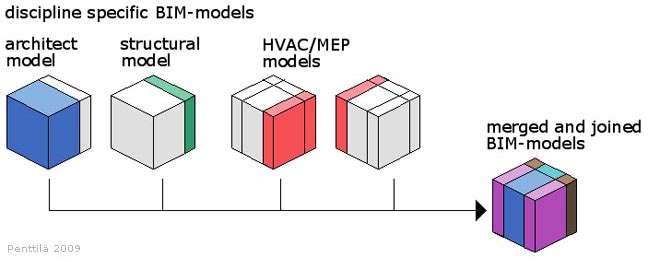 discipline specific BIM-models
architect
model
structural
model
HVAC/MEP
models
merged and joined
BIM-models
Penttilä 2009